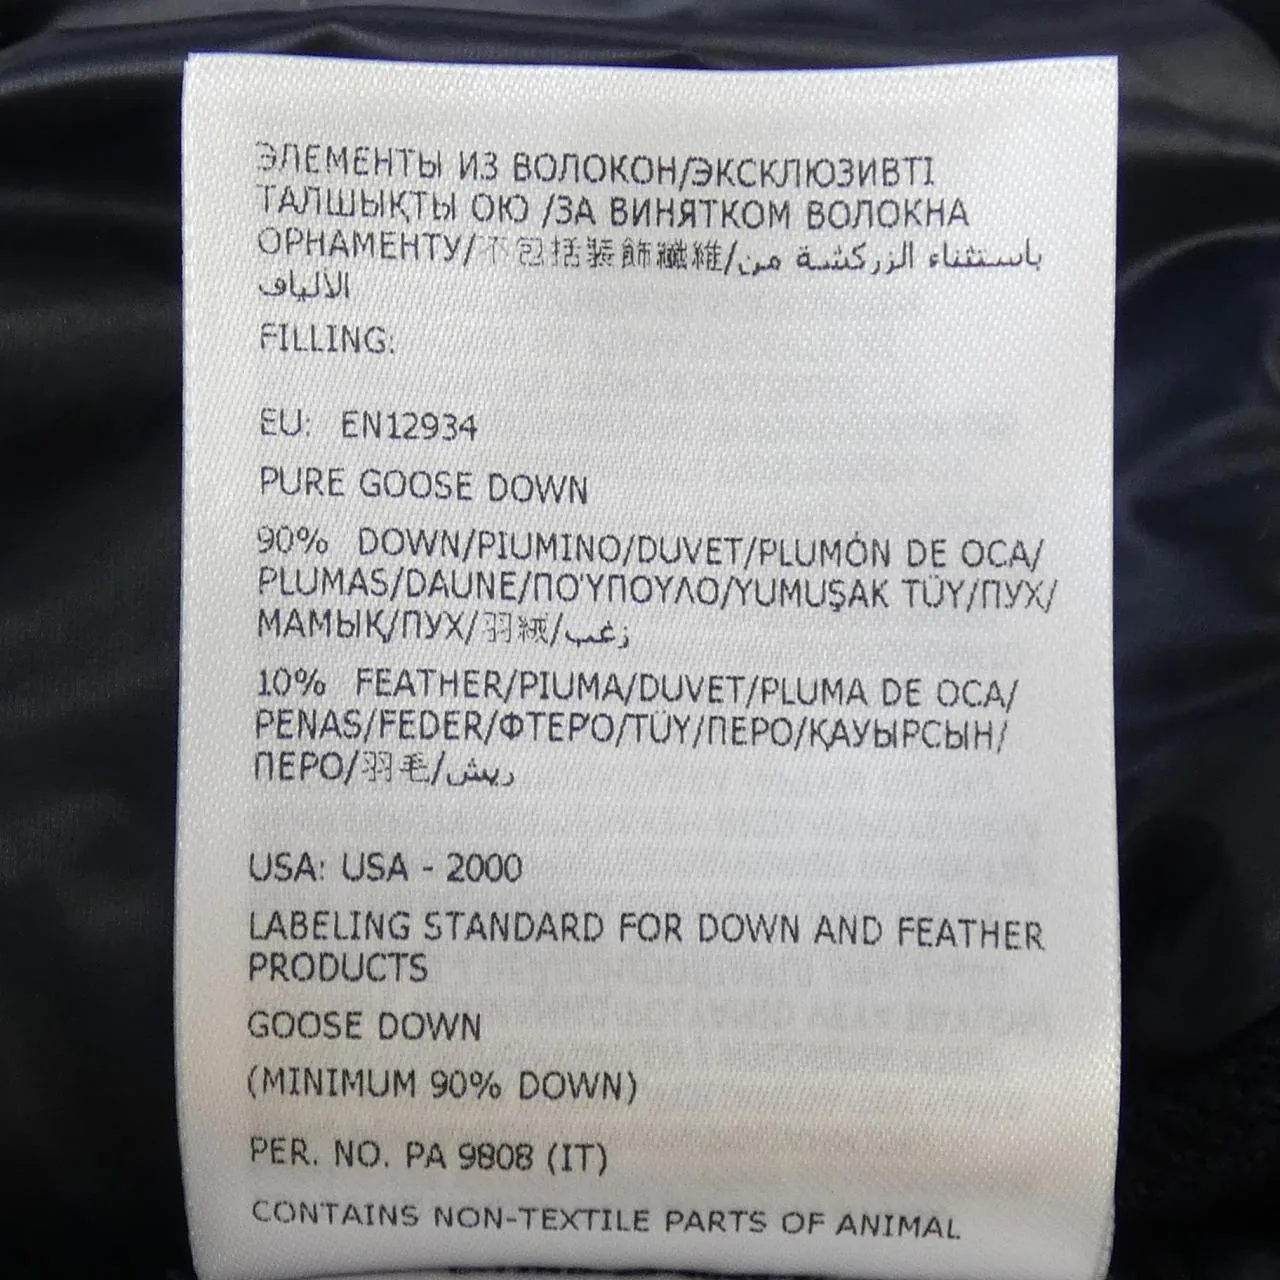 ЭЛЕМЕНТЫ ИЗ ВОЛОКОН/ЭКСКЛЮЗИВТІ
ТАЛШЫҚТЫ ОЮ /ЗА ВИНЯТКОМ ВОЛОКНА
ОРНАМЕНТУ/不包括装飾纖維/باستثناء الزركشة من
الألياف
FILLING:
EU: EN12934
PURE GOOSE DOWN
90% DOWN/PIUMINO/DUVET/PLUMÓN DE OCA/
PLUMAS/DAUNE/ΠΟΎΠΟΥΛΟ/YUMUŞAK TÜY/ПУХ/
МАМЫҚ/ПУХ/羽絨/زغب
10% FEATHER/PIUMA/DUVET/PLUMA DE OCA/
PENAS/FEDER/ΦΤΕΡΌ/TÜY/ПЕРО/ҚАУЫРСЫН/
ПЕРО/羽毛/ريش
USA: USA - 2000
LABELING STANDARD FOR DOWN AND FEATHER
PRODUCTS
GOOSE DOWN
(MINIMUM 90% DOWN)
PER. NO. PA 9808 (IT)
CONTAINS NON-TEXTILE PARTS OF ANIMAL